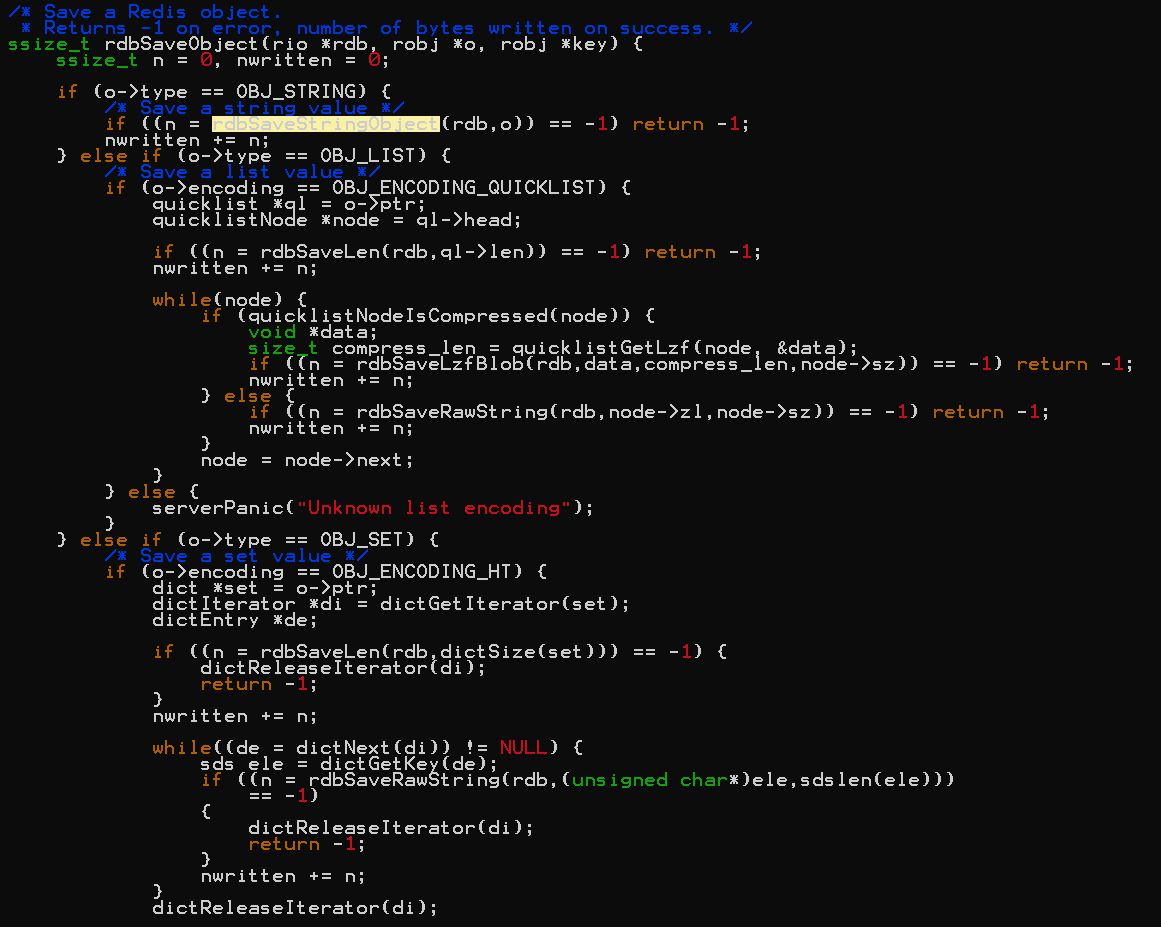 /* Save a Redis object.
 * Returns -1 on error, number of bytes written on success. */
ssize_t rdbSaveObject(rio *rdb, robj *o, robj *key) {
    ssize_t n = 0, nwritten = 0;

    if (o->type == OBJ_STRING) {
        /* Save a string value */
        if ((n = rdbSaveStringObject(rdb,o)) == -1) return -1;
        nwritten += n;
    } else if (o->type == OBJ_LIST) {
        /* Save a list value */
        if (o->encoding == OBJ_ENCODING_QUICKLIST) {
            quicklist *ql = o->ptr;
            quicklistNode *node = ql->head;

            if ((n = rdbSaveLen(rdb,ql->len)) == -1) return -1;
            nwritten += n;

            while(node) {
                if (quicklistNodeIsCompressed(node)) {
                    void *data;
                    size_t compress_len = quicklistGetLzf(node, &data);
                    if ((n = rdbSaveLzfBlob(rdb,data,compress_len,node->sz)) == -1) return -1;
                    nwritten += n;
                } else {
                    if ((n = rdbSaveRawString(rdb,node->zl,node->sz)) == -1) return -1;
                    nwritten += n;
                }
                node = node->next;
            }
        } else {
            serverPanic("Unknown list encoding");
        }
    } else if (o->type == OBJ_SET) {
        /* Save a set value */
        if (o->encoding == OBJ_ENCODING_HT) {
            dict *set = o->ptr;
            dictIterator *di = dictGetIterator(set);
            dictEntry *de;

            if ((n = rdbSaveLen(rdb,dictSize(set))) == -1) {
                dictReleaseIterator(di);
                return -1;
            }
            nwritten += n;

            while((de = dictNext(di)) != NULL) {
                sds ele = dictGetKey(de);
                if ((n = rdbSaveRawString(rdb,(unsigned char*)ele,sdslen(ele)))
                    == -1)
                {
                    dictReleaseIterator(di);
                    return -1;
                }
                nwritten += n;
            }
            dictReleaseIterator(di);